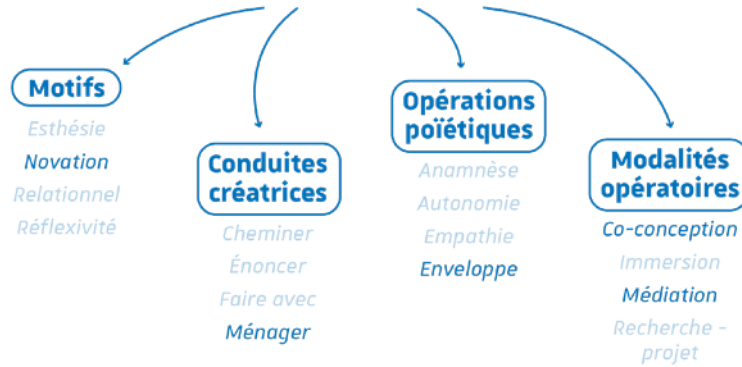 Motifs
Esthésie
Novation
Relationnel
Réflexivité
Conduites
créatrices
Cheminer
Énoncer
Faire avec
Ménager
Opérations
poïétiques
Anamnèse
Autonomie
Empathie
Enveloppe
Modalités
opératoires
Co-conception
Immersion
Médiation
Recherche -
projet